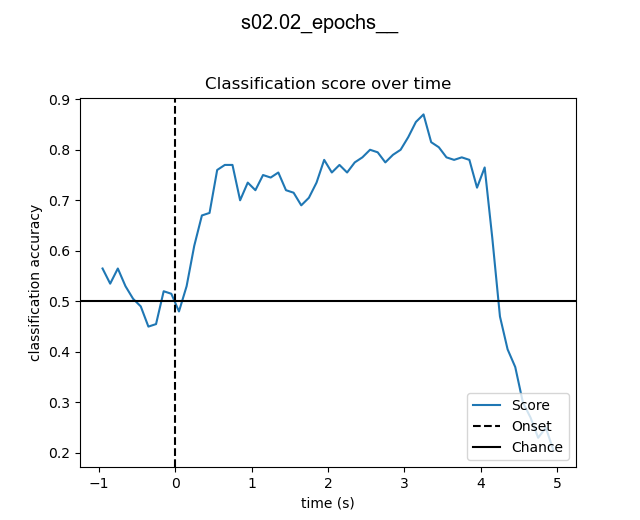 s02.02_epochs__
Classification score over time
classification accuracy
0.9
0.8
0.7
0.6
0.5
0.4
0.3
0.2
−1
0
1
2
3
4
5
time (s)
Score
Onset
Chance